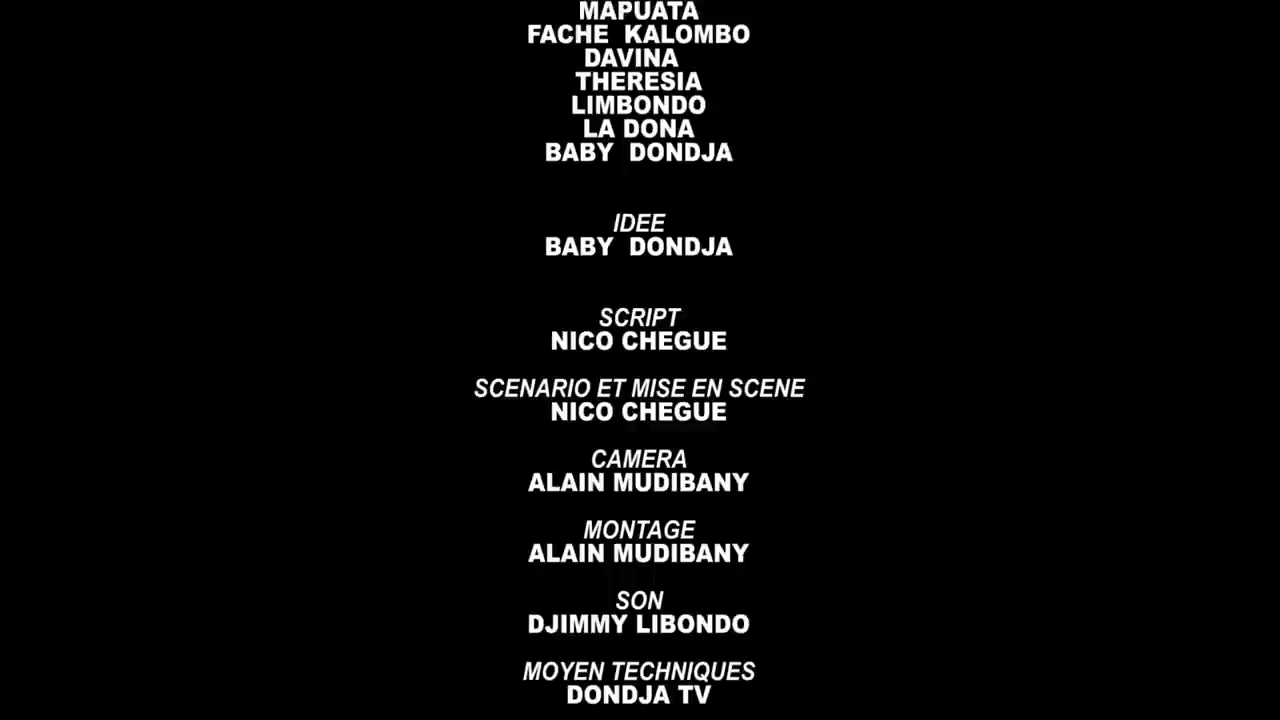 MAPUATA
FACHE KALOMBO
DAVINA
THERESIA
LIMBONDO
LA DONA
BABY DONDJA
IDEE
BABY DONDJA
SCRIPT
NICO CHEGUE
SCENARIO ET MISE EN SCENE
NICO CHEGUE
CAMERA
ALAIN MUDIBANY
MONTAGE
ALAIN MUDIBANY
SON
DJIMMY LIBONDO
MOYEN TECHNIQUES
DONDJA TV